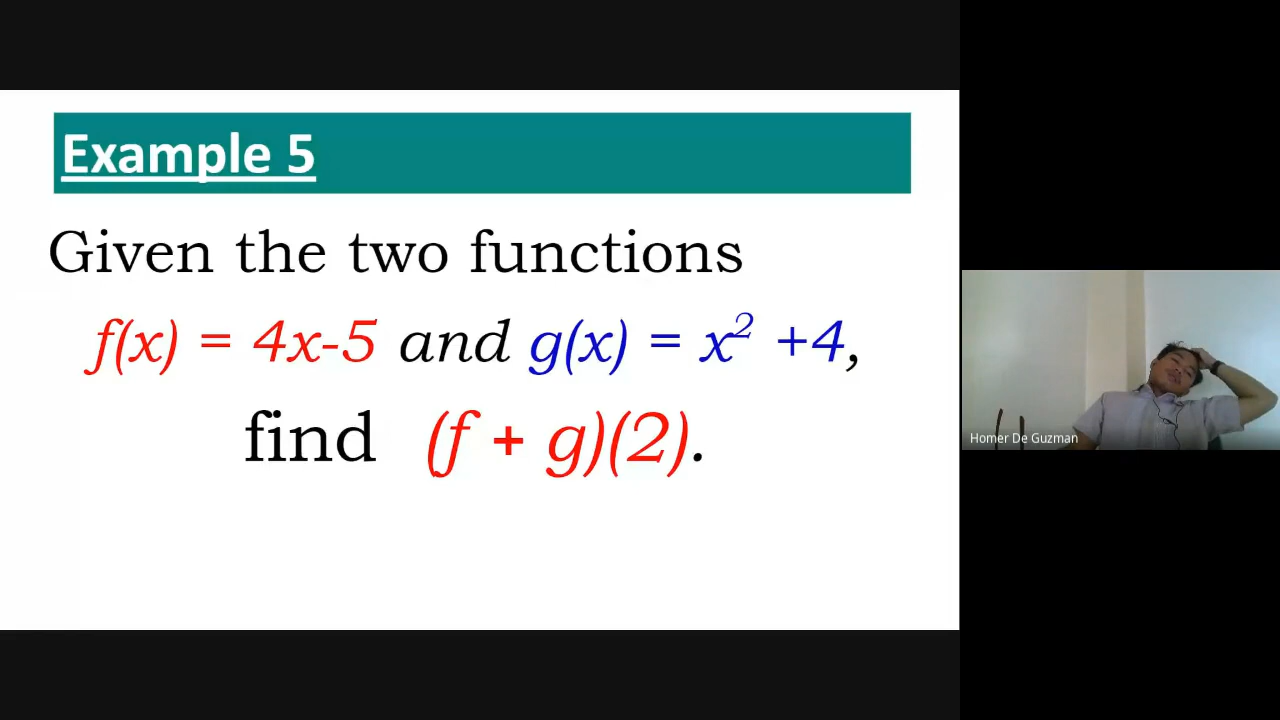 Example 5
Given the two functions
f(x) = 4x-5 and g(x) = x² +4,
find (f + g)(2).
Homer De Guzman